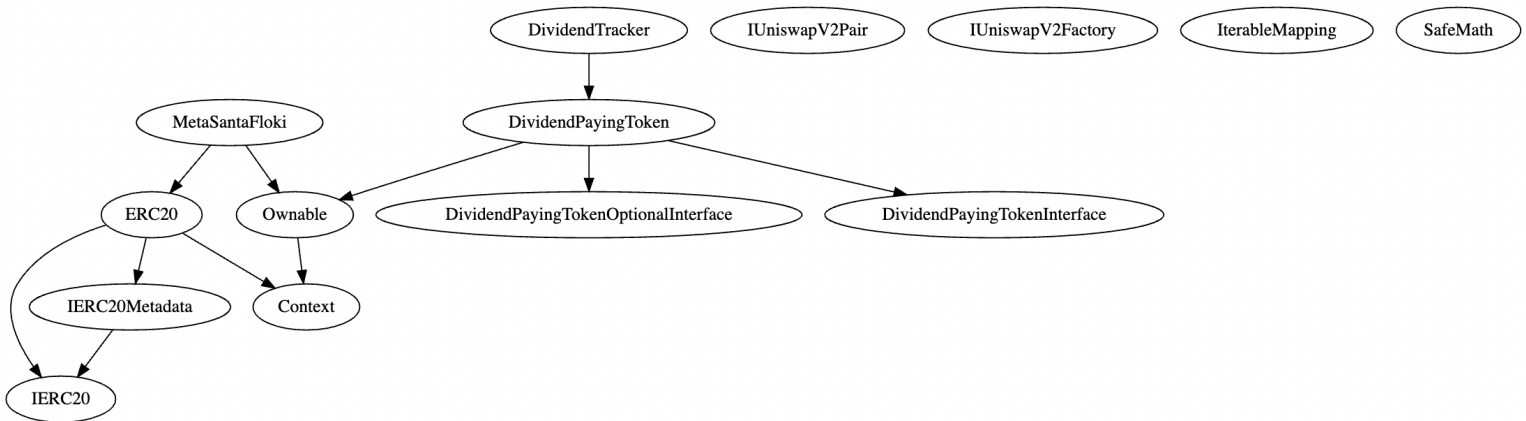 DividendTracker
IUniswapV2Pair
IUniswapV2Factory
IterableMapping
SafeMath
MetaSantaFloki
DividendPayingToken
ERC20
Ownable
DividendPayingTokenOptionalInterface
DividendPayingTokenInterface
IERC20Metadata
Context
IERC20